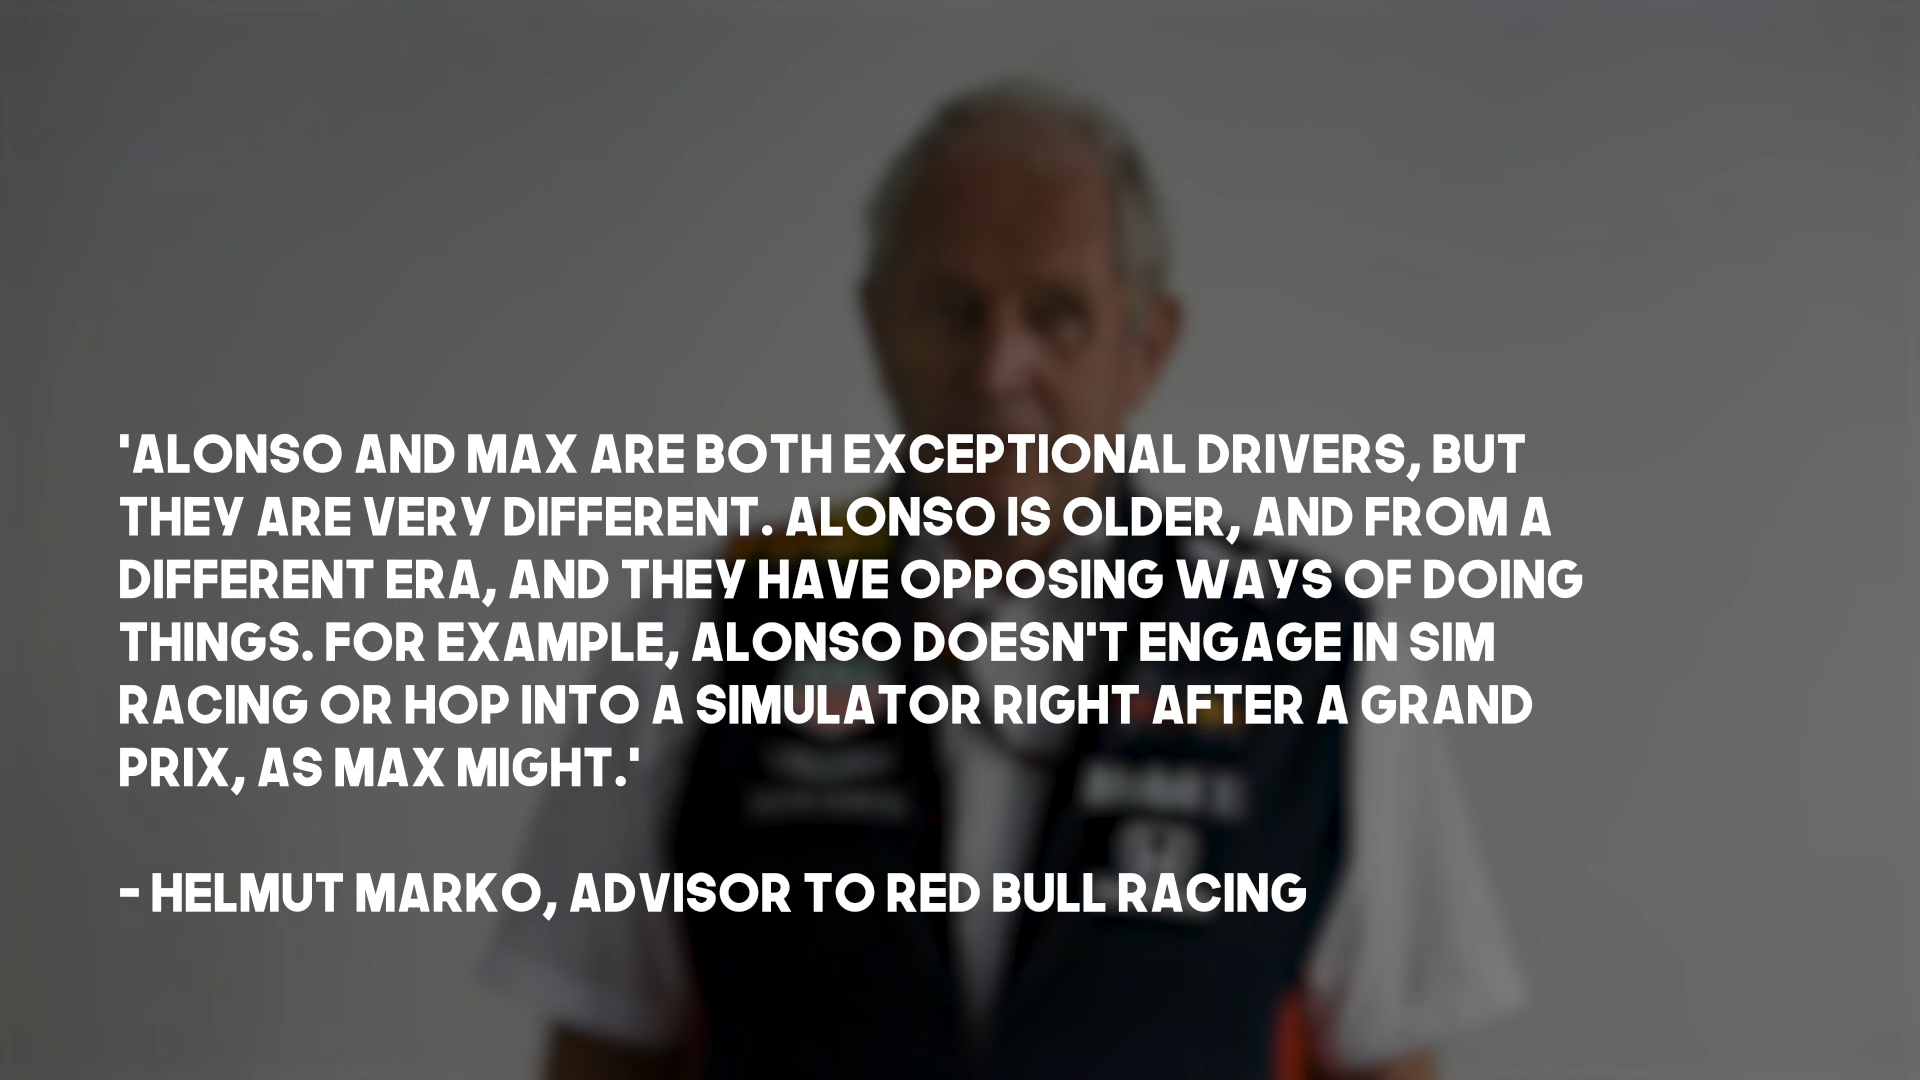 'ALONSO AND MAX ARE BOTH EXCEPTIONAL DRIVERS, BUT
THEY ARE VERY DIFFERENT. ALONSO IS OLDER, AND FROM A
DIFFERENT ERA, AND THEY HAVE OPPOSING WAYS OF DOING
THINGS. FOR EXAMPLE, ALONSO DOESN'T ENGAGE IN SIM
RACING OR HOP INTO A SIMULATOR RIGHT AFTER A GRAND
PRIX, AS MAX MIGHT.'
- HELMUT MARKO, ADVISOR TO RED BULL RACING